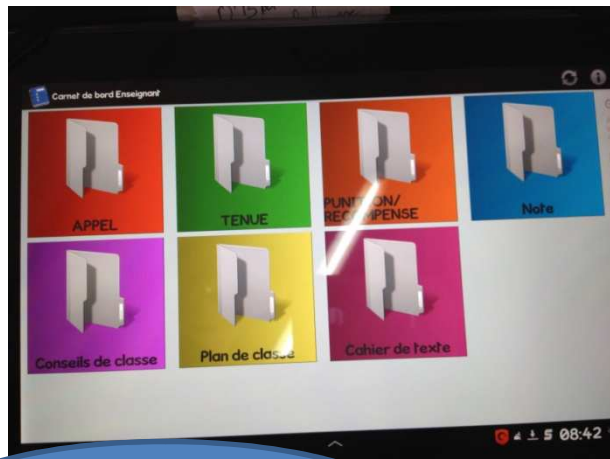 Carnet de bord Enseignant
APPEL
TENUE
PUNITION/
RECOMPENSE
Note
Conseils de classe
Plan de classe
Cahier de texte
08:42